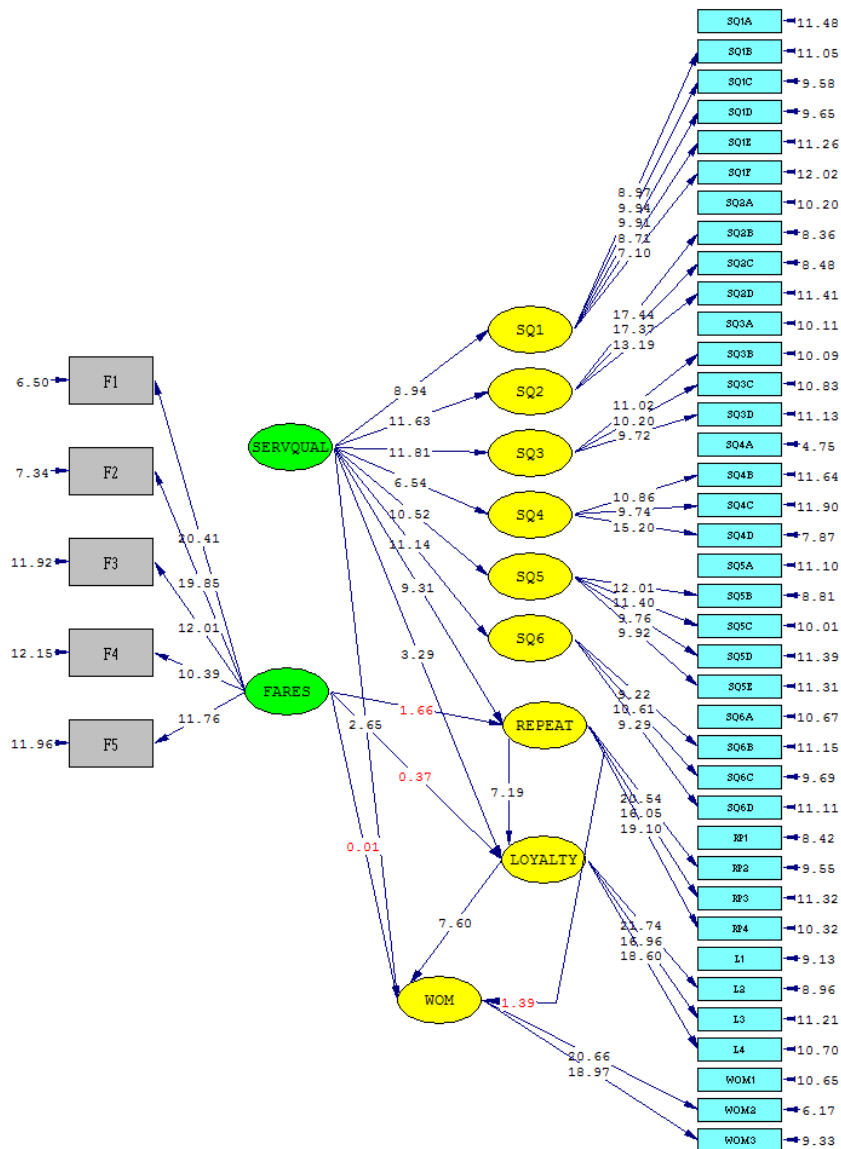 SQ1A 11.48
SQ1B 11.05
SQ1C 9.58
SQ1D 9.65
SQ1E 11.26
SQ1F 12.02
8.97
9.94
9.91
8.71
7.10
SQ2A 10.20
SQ2B 8.36
SQ2C 8.48
SQ2D 11.41
SQ1
17.44
17.37
13.19
SQ3A 10.11
SQ3B 10.09
SQ3C 10.83
SQ3D 11.13
6.50 F1
8.94
SQ2
11.63
11.02
10.20
9.72
SERVQUAL
11.81
SQ3
SQ4A 4.75
SQ4B 11.64
SQ4C 11.90
SQ4D 7.87
7.34 F2
6.54
10.52
11.14
SQ4
10.86
9.74
15.20
20.41
19.85
12.01
10.39
11.76
11.92 F3
9.31
SQ5
12.01
11.40
9.76
9.92
SQ5A 11.10
SQ5B 8.81
SQ5C 10.01
SQ5D 11.39
SQ5E 11.31
12.15 F4
3.29
SQ6
9.22
10.61
9.29
SQ6A 10.67
SQ6B 11.15
SQ6C 9.69
SQ6D 11.11
FARES
2.65
1.66
REPEAT
11.96 F5
0.37
7.19
20.54
16.05
19.10
RP1 8.42
RP2 9.55
RP3 11.32
RP4 10.32
0.01
LOYALTY
7.60
21.74
16.96
18.60
L1 9.13
L2 8.96
L3 11.21
L4 10.70
WOM
1.39
20.66
18.97
WOM1 10.65
WOM2 6.17
WOM3 9.33